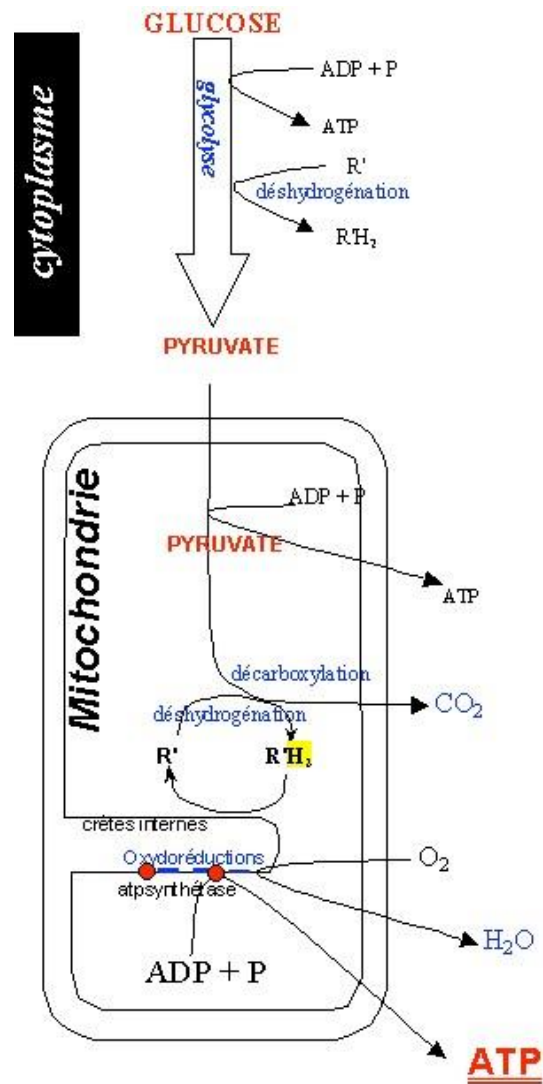 GLUCOSE
cytoplasme
glycolyse
ADP + P
ATP
R'
déshydrogénation
R'H₂
PYRUVATE
Mitochondrie
ADP + P
PYRUVATE
ATP
décarboxylation
CO₂
déshydrogénation
R' R'H₂
crêtes internes
Oxydoréductions
O₂
atpsynthétase
H₂O
ADP + P
ATP